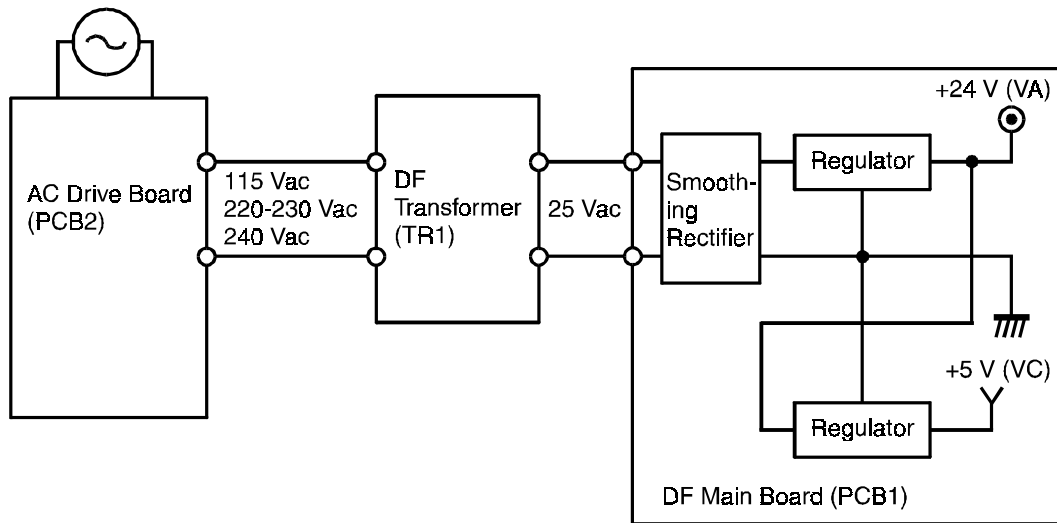 AC Drive Board
(PCB2)
115 Vac
220-230 Vac
240 Vac
DF
Transformer
(TR1)
25 Vac
Smooth-
ing
Rectifier
Regulator
+24 V (VA)
+5 V (VC)
Regulator
DF Main Board (PCB1)